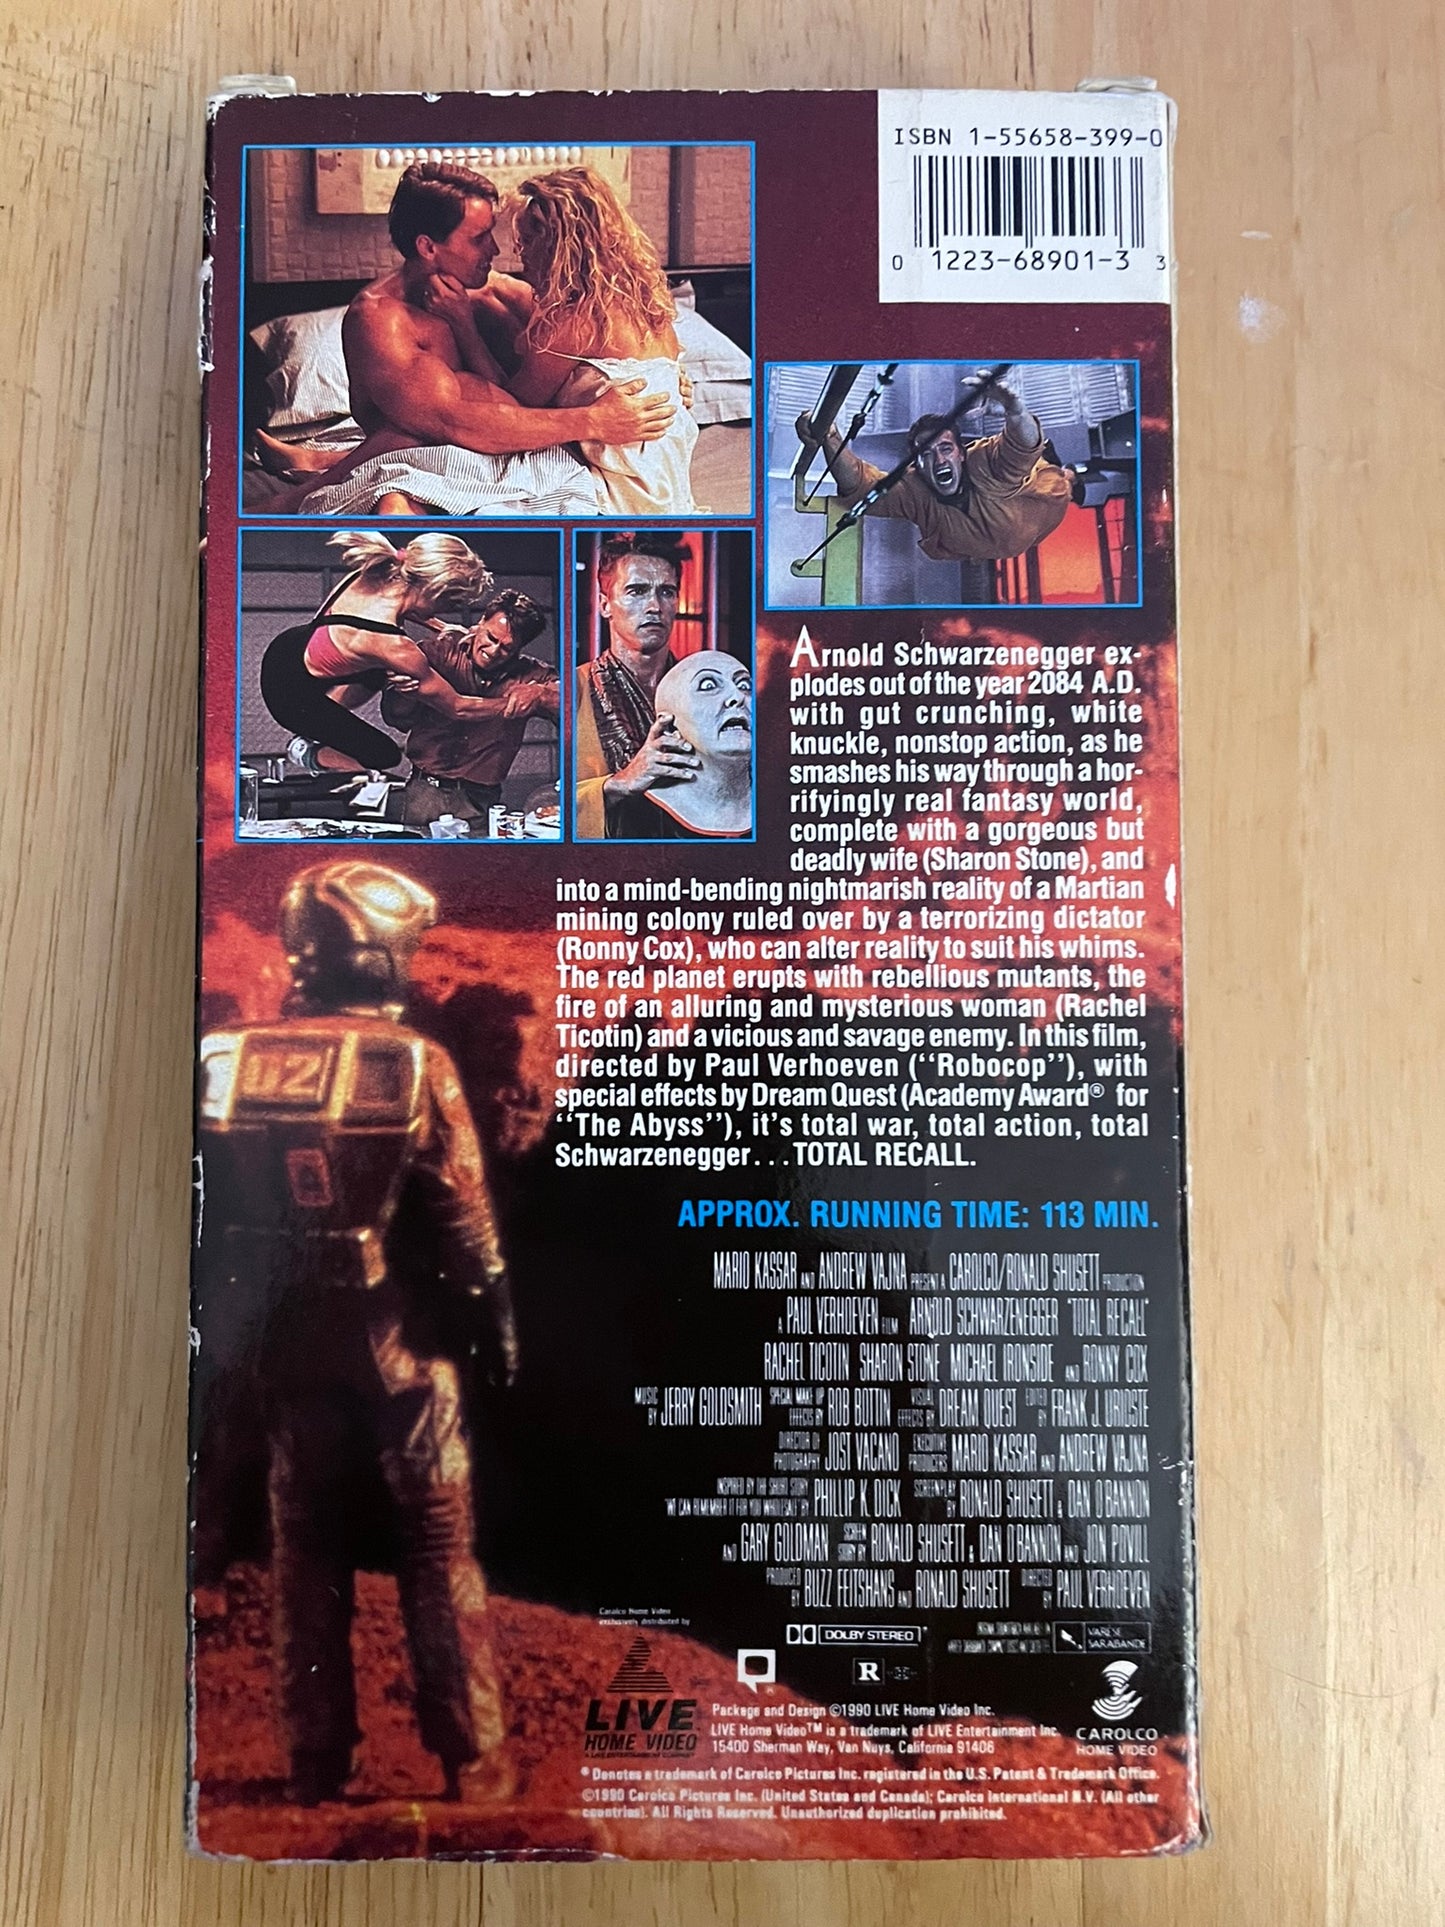 ISBN 1-55658-399-0
0 1223-68901-3 3
Arnold Schwarzenegger ex-
plodes out of the year 2084 A.D.
with gut crunching, white
knuckle, nonstop action, as he
smashes his way through a hor-
rifyingly real fantasy world,
complete with a gorgeous but
deadly wife (Sharon Stone), and
into a mind-bending nightmarish reality of a Martian
mining colony ruled over by a terrorizing dictator
(Ronny Cox), who can alter reality to suit his whims.
The red planet erupts with rebellious mutants, the
fire of an alluring and mysterious woman (Rachel
Ticotin) and a vicious and savage enemy. In this film,
directed by Paul Verhoeven (“Robocop”), with
special effects by Dream Quest (Academy Award® for
“The Abyss”), it's total war, total action, total
Schwarzenegger...TOTAL RECALL.
02
APPROX. RUNNING TIME: 113 MIN.
MARIO KASSAR AND ANDREW VAJNA PRESENT A CAROLCO/RONALD SHUSETT PRODUCTION
A PAUL VERHOEVEN FILM ARNOLD SCHWARZENEGGER "TOTAL RECALL"
RACHEL TICOTIN SHARON STONE MICHAEL IRONSIDE AND RONNY COX
MUSIC BY JERRY GOLDSMITH SPECIAL MAKE UP EFFECTS BY ROB BOTTIN VISUAL EFFECTS BY DREAM QUEST EDITED BY FRANK J. URIOSTE
DIRECTOR OF PHOTOGRAPHY JOST VACANO EXECUTIVE PRODUCERS MARIO KASSAR AND ANDREW VAJNA
INSPIRED BY THE SHORT STORY "WE CAN REMEMBER IT FOR YOU WHOLESALE" BY PHILLIP K. DICK SCREENPLAY BY RONALD SHUSETT & DAN O'BANNON
AND GARY GOLDMAN SCREEN STORY BY RONALD SHUSETT & DAN O'BANNON AND JON POVILL
PRODUCED BY BUZZ FEITSHANS AND RONALD SHUSETT DIRECTED BY PAUL VERHOEVEN
Carolco Home Video
exclusively distributed by
LIVE
HOME VIDEO
A LIVE ENTERTAINMENT COMPANY
DOLBY STEREO
VARÈSE
SARABANDE
R
CAROLCO
HOME VIDEO
Package and Design ©1990 LIVE Home Video Inc.
LIVE Home Video™ is a trademark of LIVE Entertainment Inc.
15400 Sherman Way, Van Nuys, California 91406
® Denotes a trademark of Carolco Pictures Inc. registered in the U.S. Patent & Trademark Office.
©1990 Carolco Pictures Inc. (United States and Canada); Carolco International N.V. (All other
countries). All Rights Reserved. Unauthorized duplication prohibited.